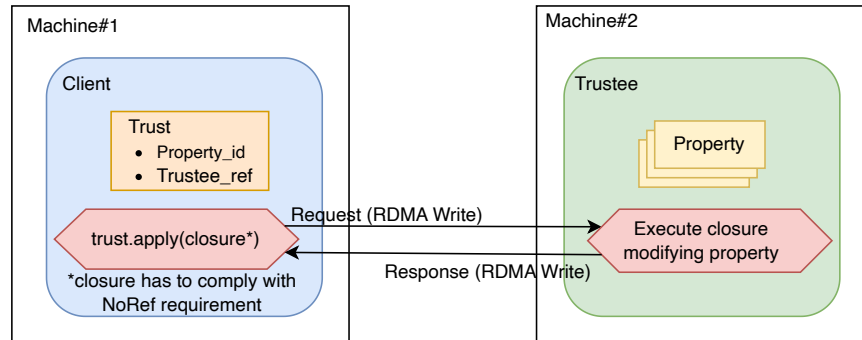 Machine#1
Client
Trust
Property_id
Trustee_ref
trust.apply(closure*)
*closure has to comply with
NoRef requirement
Request (RDMA Write)
Response (RDMA Write)
Machine#2
Trustee
Property
Execute closure
modifying property